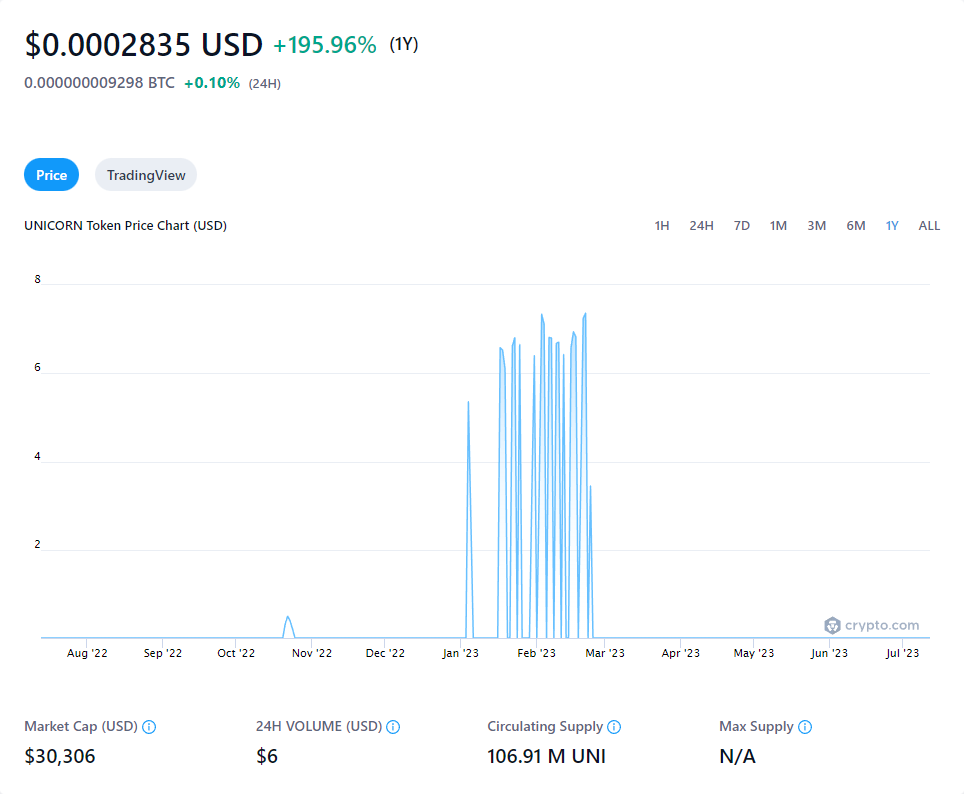 $0.0002835 USD +195.96% (1Y)
0.000000009298 BTC +0.10% (24H)
Price TradingView
UNICORN Token Price Chart (USD) 1H 24H 7D 1M 3M 6M 1Y ALL
8
6
4
2
crypto.com
Aug '22 Sep '22 Oct '22 Nov '22 Dec '22 Jan '23 Feb '23 Mar '23 Apr '23 May '23 Jun '23 Jul '23
Market Cap (USD) 24H VOLUME (USD) Circulating Supply Max Supply
$30,306 $6 106.91 M UNI N/A